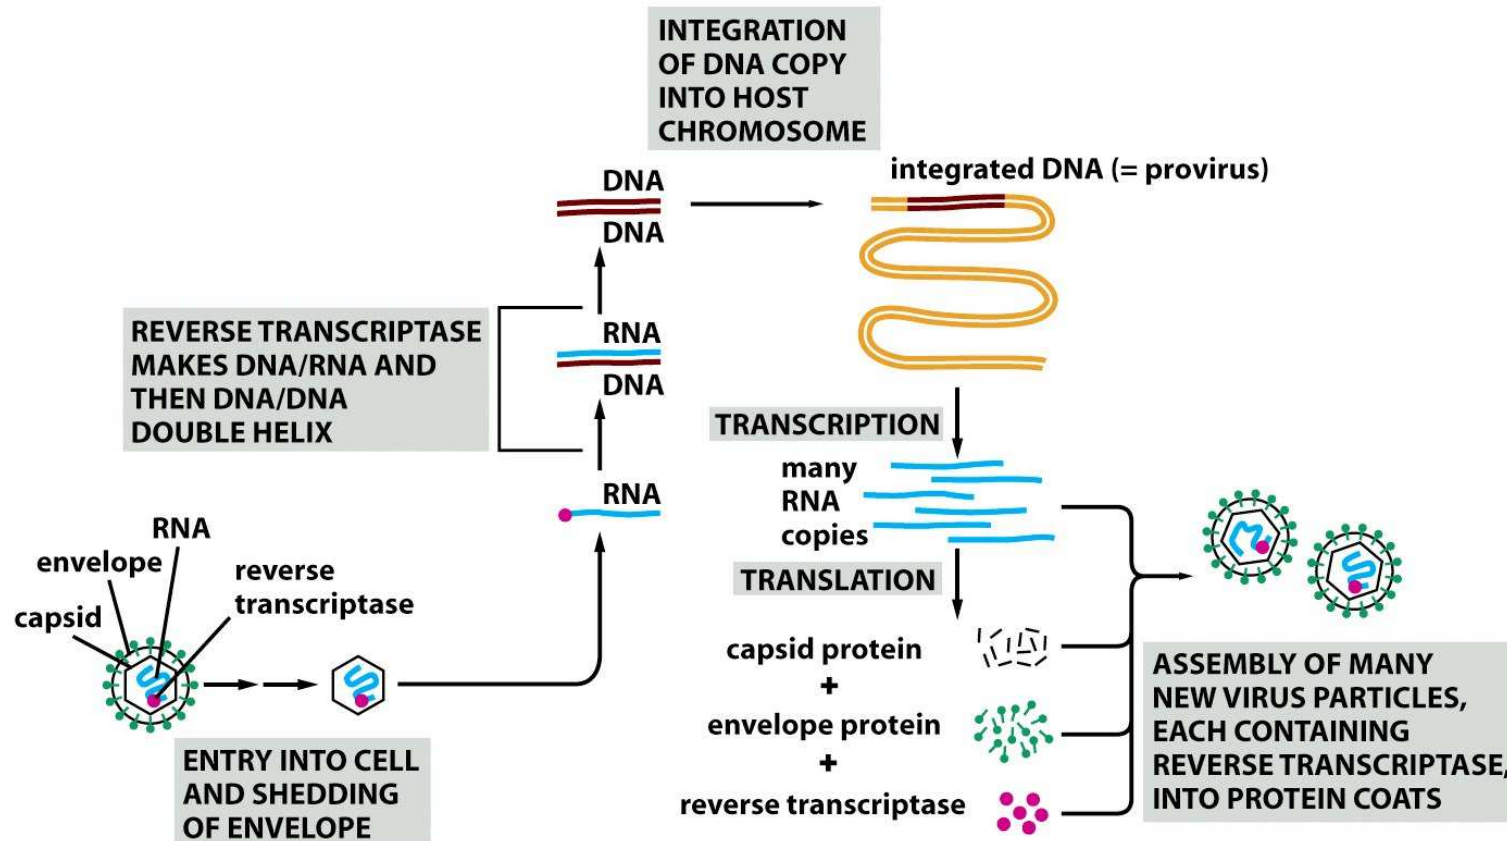 INTEGRATION
OF DNA COPY
INTO HOST
CHROMOSOME
integrated DNA (= provirus)
DNA
DNA
REVERSE TRANSCRIPTASE
MAKES DNA/RNA AND
THEN DNA/DNA
DOUBLE HELIX
RNA
DNA
RNA
RNA
envelope
capsid
reverse
transcriptase
ENTRY INTO CELL
AND SHEDDING
OF ENVELOPE
TRANSCRIPTION
many
RNA
copies
TRANSLATION
capsid protein
+
envelope protein
+
reverse transcriptase
ASSEMBLY OF MANY
NEW VIRUS PARTICLES,
EACH CONTAINING
REVERSE TRANSCRIPTASE,
INTO PROTEIN COATS